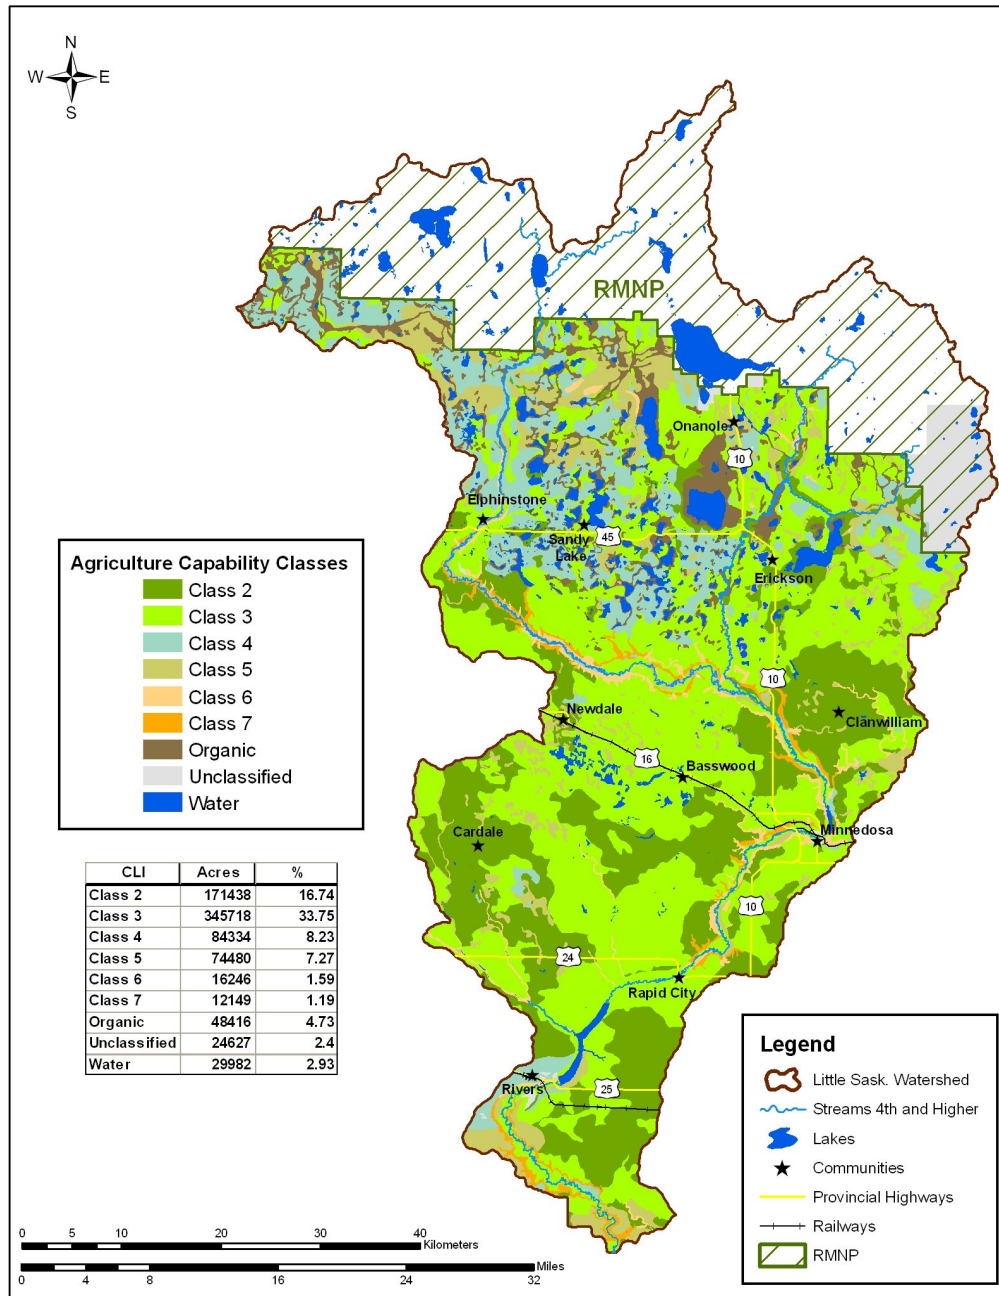 N
W E
S
RMNP
Onanole
10
Elphinstone
Sandy
Lake
45
Erickson
10
Clanwilliam
Newdale
16
Basswood
Minnedosa
Cardale
10
24
Rapid City
Rivers
25
Agriculture Capability Classes
Class 2
Class 3
Class 4
Class 5
Class 6
Class 7
Organic
Unclassified
Water
CLI Acres %
Class 2 171438 16.74
Class 3 345718 33.75
Class 4 84334 8.23
Class 5 74480 7.27
Class 6 16246 1.59
Class 7 12149 1.19
Organic 48416 4.73
Unclassified 24627 2.4
Water 29982 2.93
Legend
Little Sask. Watershed
Streams 4th and Higher
Lakes
Communities
Provincial Highways
Railways
RMNP
0 5 10 20 30 40
Kilometers
Miles
0 4 8 16 24 32